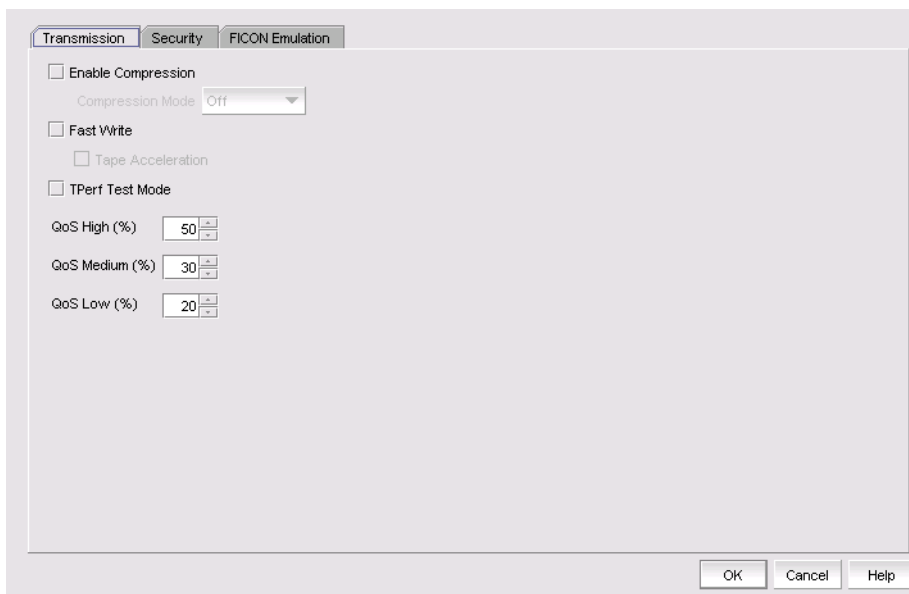 Transmission Security FICON Emulation
Enable Compression
Compression Mode Off
Fast Write
Tape Acceleration
TPerf Test Mode
QoS High (%) 50
QoS Medium (%) 30
QoS Low (%) 20
OK Cancel Help